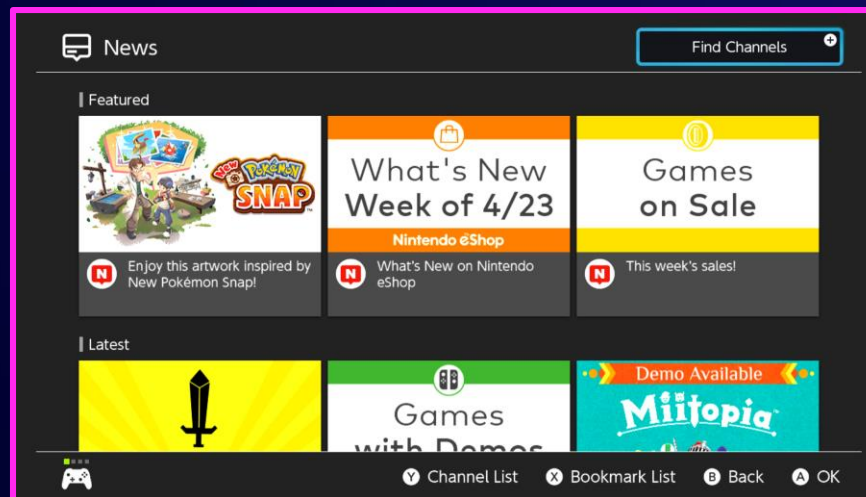 News
Find Channels
Featured
New Pokémon
SNAP
What's New
Week of 4/23
Nintendo eShop
Games
on Sale
N
Enjoy this artwork inspired by
New Pokémon Snap!
N
What's New on Nintendo
eShop
N
This week's sales!
Latest
Games
with Demos
Demo Available
Miitopia
Y Channel List
X Bookmark List
B Back
A OK